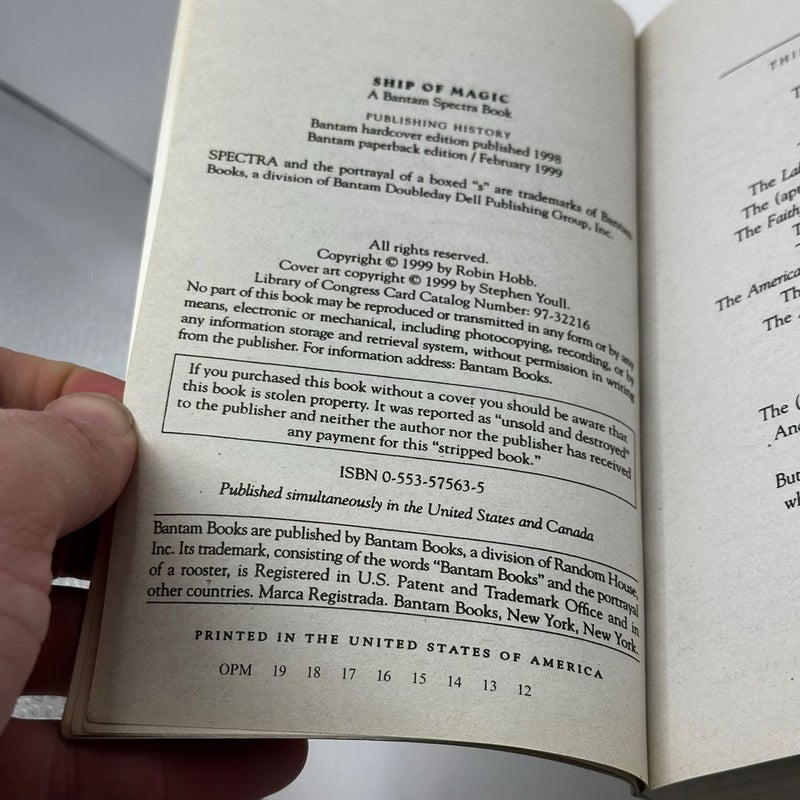 SHIP OF MAGIC
A Bantam Spectra Book
PUBLISHING HISTORY
Bantam hardcover edition published 1998
Bantam paperback edition / February 1999
SPECTRA and the portrayal of a boxed "s" are trademarks of Bantam
Books, a division of Bantam Doubleday Dell Publishing Group, Inc.
All rights reserved.
Copyright © 1999 by Robin Hobb.
Cover art copyright © 1999 by Stephen Youll.
Library of Congress Card Catalog Number: 97-32216
No part of this book may be reproduced or transmitted in any form or by any
means, electronic or mechanical, including photocopying, recording, or by
any information storage and retrieval system, without permission in writing
from the publisher. For information address: Bantam Books.
If you purchased this book without a cover you should be aware that
this book is stolen property. It was reported as "unsold and destroyed"
to the publisher and neither the author nor the publisher has received
any payment for this "stripped book."
ISBN 0-553-57563-5
Published simultaneously in the United States and Canada
Bantam Books are published by Bantam Books, a division of Random House,
Inc. Its trademark, consisting of the words "Bantam Books" and the portrayal
of a rooster, is Registered in U.S. Patent and Trademark Office and in
other countries. Marca Registrada. Bantam Books, New York, New York.
PRINTED IN THE UNITED STATES OF AMERICA
OPM 19 18 17 16 15 14 13 12
The
The
The
The
The
The
The
But